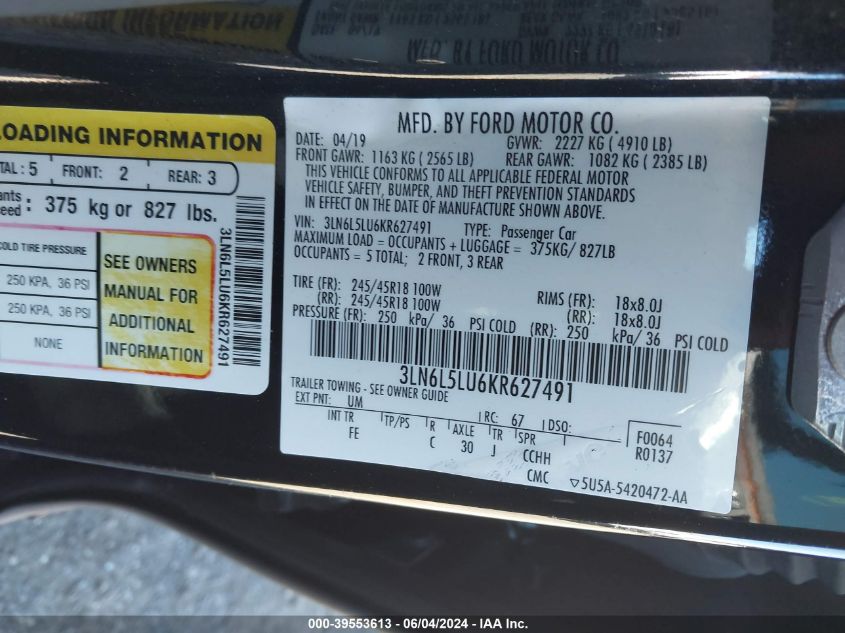 LOADING INFORMATION
TAL : 5 FRONT: 2 REAR: 3
375 kg or 827 lbs.
COLD TIRE PRESSURE
250 KPA, 36 PSI
250 KPA, 36 PSI
NONE
SEE OWNERS
MANUAL FOR
ADDITIONAL
INFORMATION
3LN6L5LU6KR627491
MFD. BY FORD MOTOR CO.
DATE: 04/19 GVWR: 2227 KG ( 4910 LB)
FRONT GAWR: 1163 KG ( 2565 LB) REAR GAWR: 1082 KG ( 2385 LB)
THIS VEHICLE CONFORMS TO ALL APPLICABLE FEDERAL MOTOR
VEHICLE SAFETY, BUMPER, AND THEFT PREVENTION STANDARDS
IN EFFECT ON THE DATE OF MANUFACTURE SHOWN ABOVE.
VIN: 3LN6L5LU6KR627491 TYPE: Passenger Car
MAXIMUM LOAD = OCCUPANTS + LUGGAGE = 375KG/ 827LB
OCCUPANTS = 5 TOTAL; 2 FRONT, 3 REAR
TIRE (FR): 245/45R18 100W RIMS (FR): 18x8.0J
(RR): 245/45R18 100W (RR): 18x8.0J
PRESSURE (FR): 250 kPa/ 36 PSI COLD (RR): 250 kPa/ 36 PSI COLD
3LN6L5LU6KR627491
TRAILER TOWING - SEE OWNER GUIDE
EXT PNT: UM RC: 67 DSO:
INT TR TP/PS R AXLE TR SPR F0064
FE C 30 J CCHH R0137
CMC ▽5U5A-5420472-AA
000-39553613 - 06/04/2024 - IAA Inc.